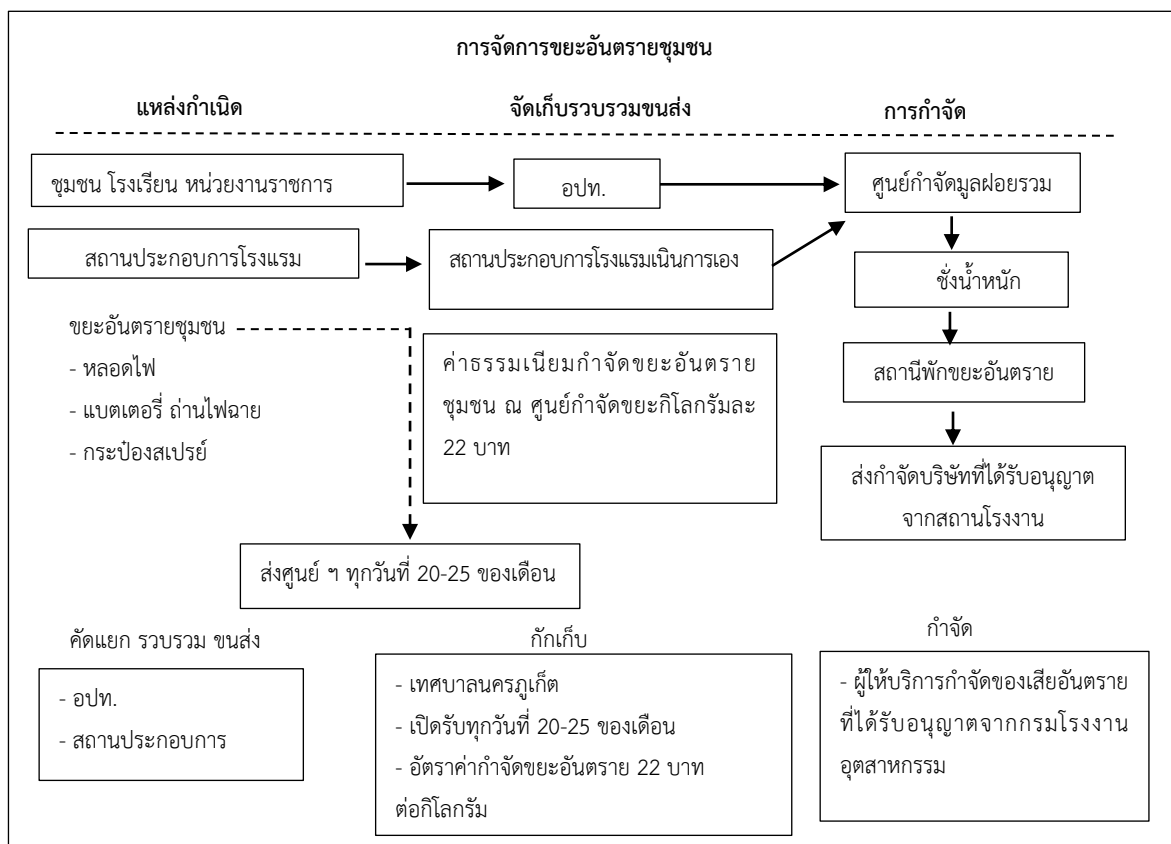 การจัดการขยะอันตรายชุมชน
แหล่งกำเนิด
จัดเก็บรวบรวมขนส่ง
การกำจัด
ชุมชน โรงเรียน หน่วยงานราชการ
อปท.
ศูนย์กำจัดมูลฝอยรวม
สถานประกอบการโรงแรม
สถานประกอบการโรงแรมเนินการเอง
ชั่งน้ำหนัก
ขยะอันตรายชุมชน
- หลอดไฟ
- แบตเตอรี่ ถ่านไฟฉาย
- กระป๋องสเปรย์
ค่าธรรมเนียมกำจัดขยะอันตราย
ชุมชน ณ ศูนย์กำจัดขยะกิโลกรัมละ
22 บาท
สถานีพักขยะอันตราย
ส่งกำจัดบริษัทที่ได้รับอนุญาต
จากสถานโรงงาน
ส่งศูนย์ ฯ ทุกวันที่ 20-25 ของเดือน
คัดแยก รวบรวม ขนส่ง
- อปท.
- สถานประกอบการ
กักเก็บ
- เทศบาลนครภูเก็ต
- เปิดรับทุกวันที่ 20-25 ของเดือน
- อัตราค่ากำจัดขยะอันตราย 22 บาท
ต่อกิโลกรัม
กำจัด
- ผู้ให้บริการกำจัดของเสียอันตราย
ที่ได้รับอนุญาตจากกรมโรงงาน
อุตสาหกรรม